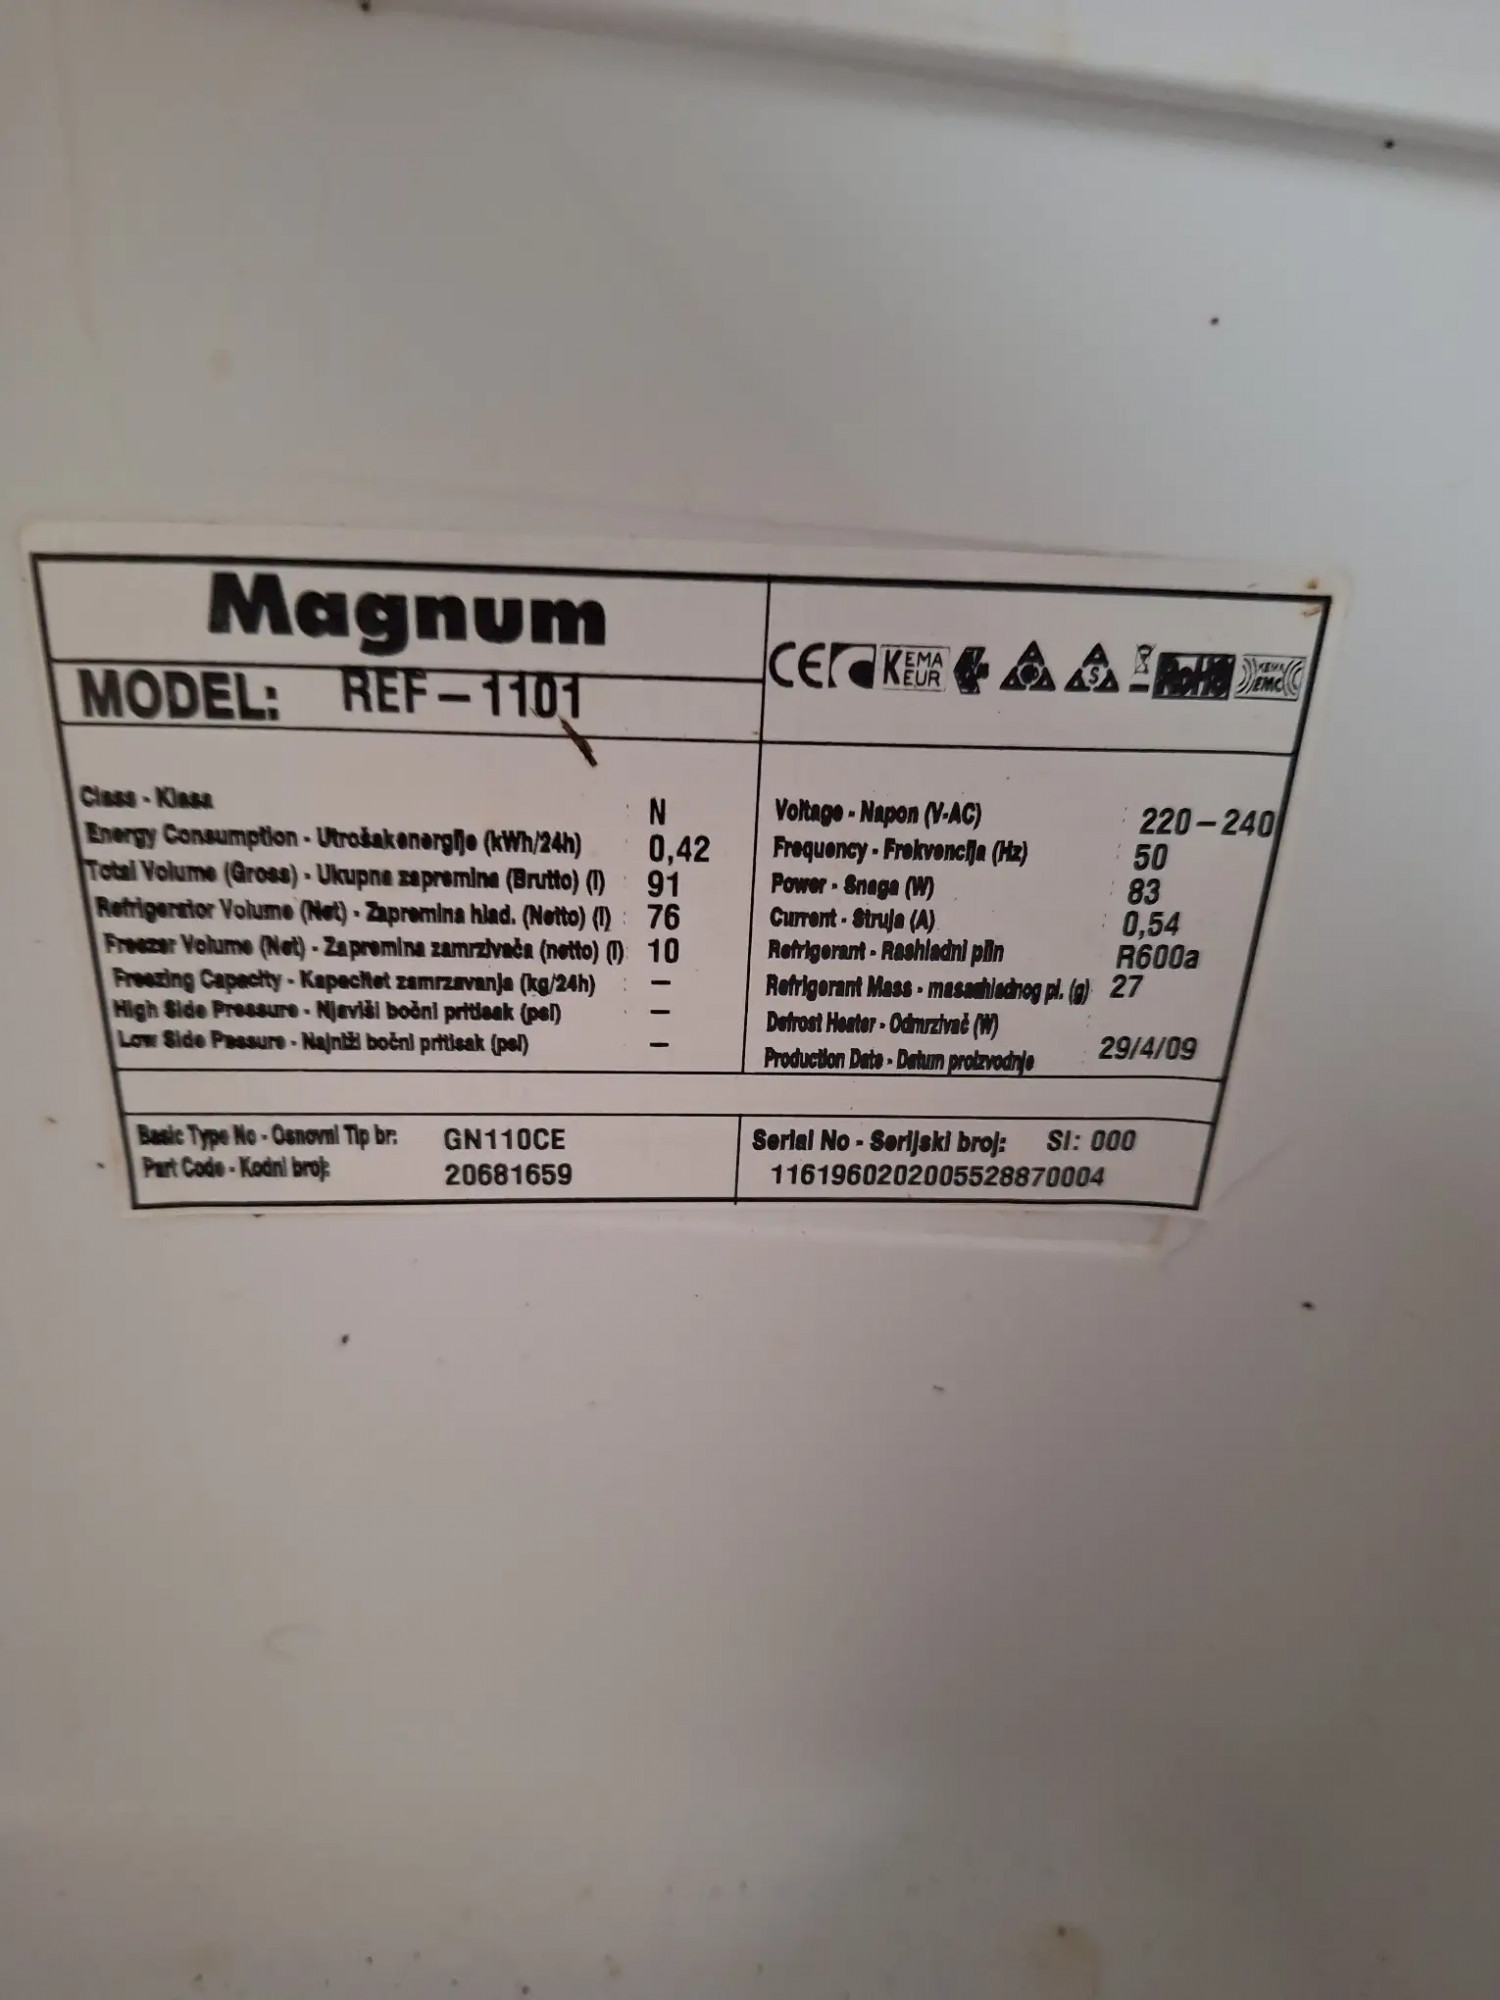 Magnum
MODEL: REF-1101
CE KEMA EUR RoHS KEMA EMC
Class - Klasa N
Energy Consumption - Utrošakenergije (kWh/24h) 0,42
Total Volume (Gross) - Ukupna zapremina (Brutto) (l) 91
Refrigerator Volume (Net) - Zapremina hlad. (Netto) (l) : 76
Freezer Volume (Net) - Zapremina zamrzivača (netto) (l) : 10
Freezing Capacity - Kapacitet zamrzavanja (kg/24h) : -
High Side Pressure - Njaviši bočni pritisak (psi) : -
Low Side Pessure - Najniži bočni pritisak (psi) -
Voltage - Napon (V-AC) : 220-240
Frequency - Frekvencija (Hz) : 50
Power - Snaga (W) : 83
Current - Struja (A) : 0,54
Refrigerant - Rashladni plin R600a
Refrigerant Mass - masarhladnog pl. (g) 27
Defrost Heater - Odmrzivač (W)
Production Date - Datum proizvodnje 29/4/09
Basic Type No - Osnovni Tip br: GN110CE
Part Code - Kodni broj: 20681659
Serial No - Serijski broj: SI: 000
1161960202005528870004